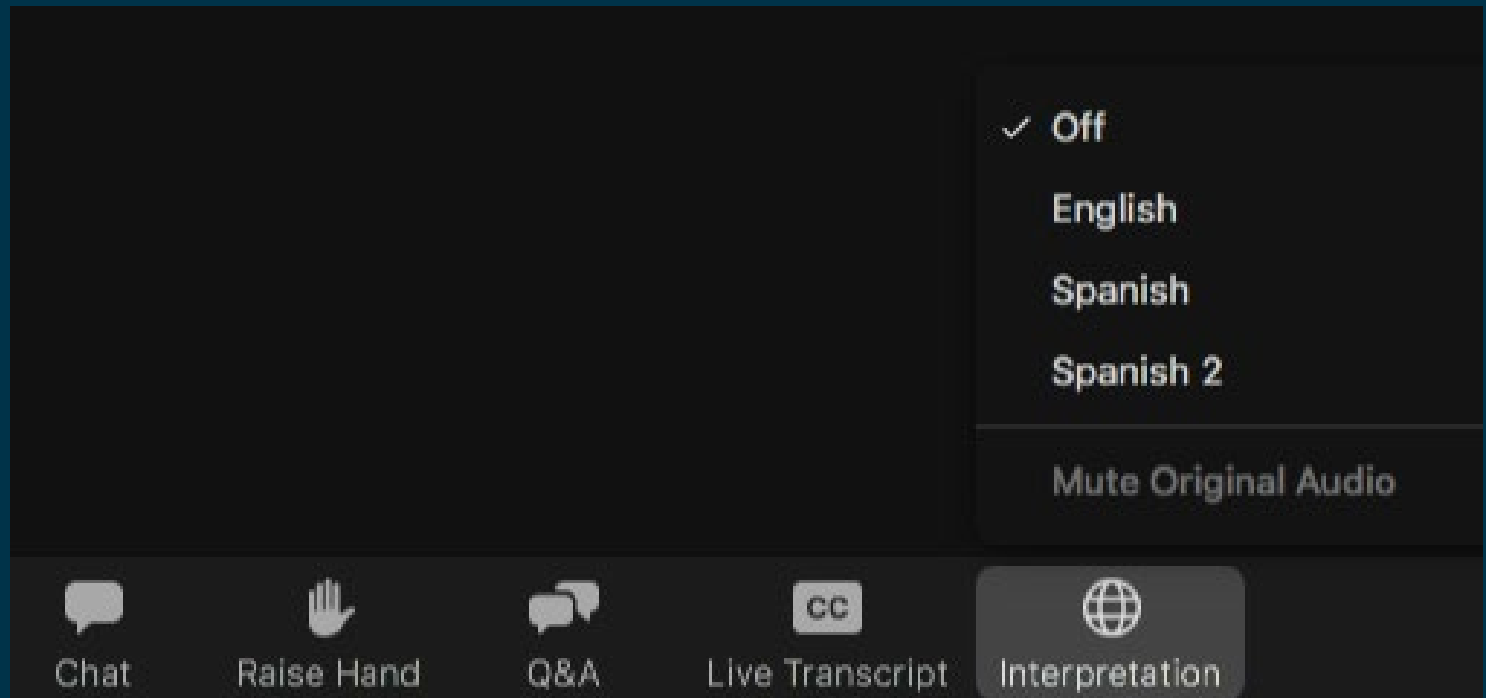 Off
English
Spanish
Spanish 2
Mute Original Audio
CC
Chat
Raise Hand
Q&A
Live Transcript
Interpretation